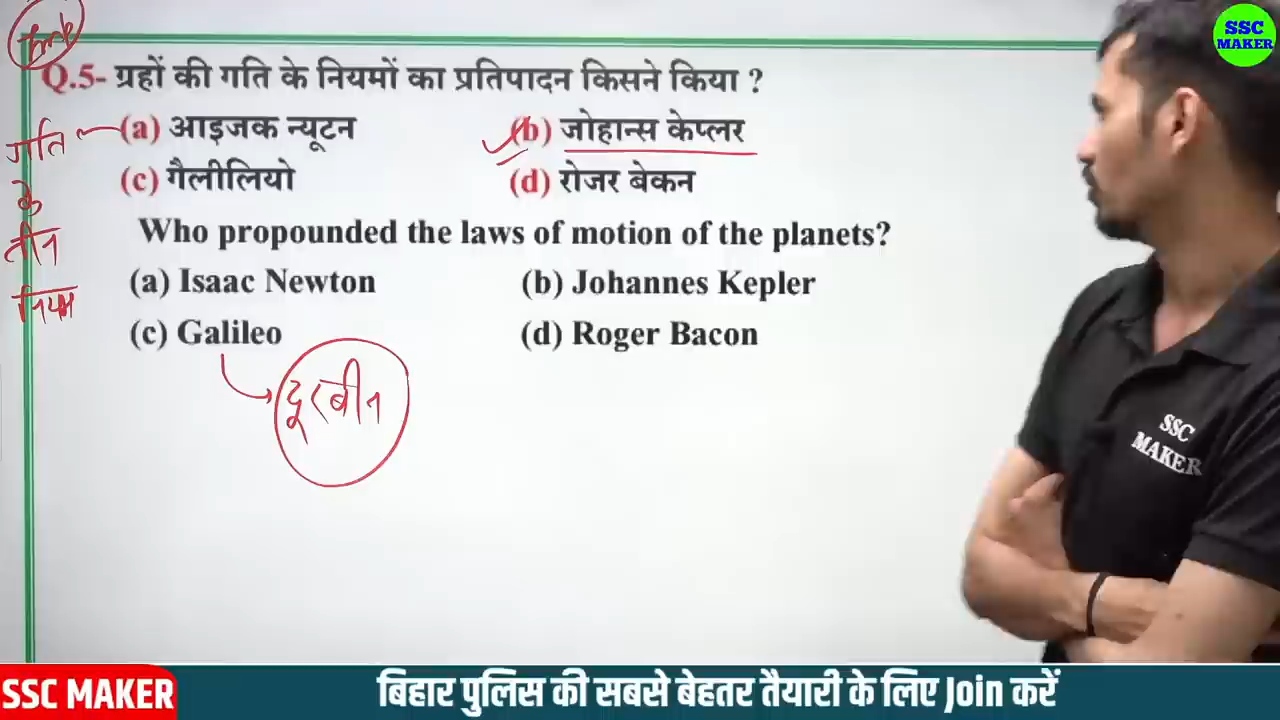 SSC
MAKER
Imp
Q.5- ग्रहों की गति के नियमों का प्रतिपादन किसने किया ?
(a) आइजक न्यूटन (b) जोहान्स केप्लर
(c) गैलीलियो (d) रोजर बेकन
गति
के
तीन
नियम
Who propounded the laws of motion of the planets?
(a) Isaac Newton (b) Johannes Kepler
(c) Galileo (d) Roger Bacon
दूरबीन
SSC
MAKER
SSC MAKER बिहार पुलिस की सबसे बेहतर तैयारी के लिए Join करें